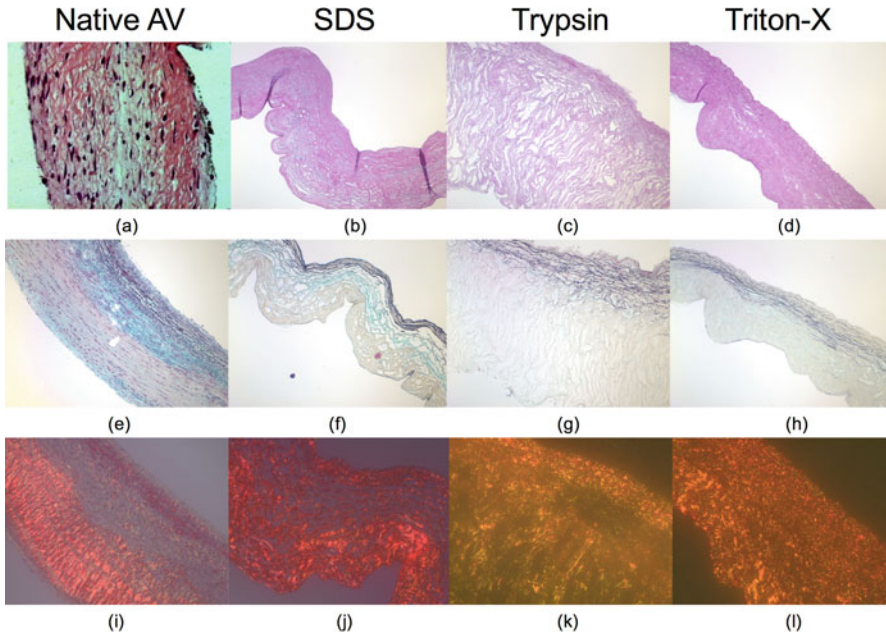 Native AV SDS Trypsin Triton-X
(a) (b) (c) (d)
(e) (f) (g) (h)
(i) (j) (k) (l)